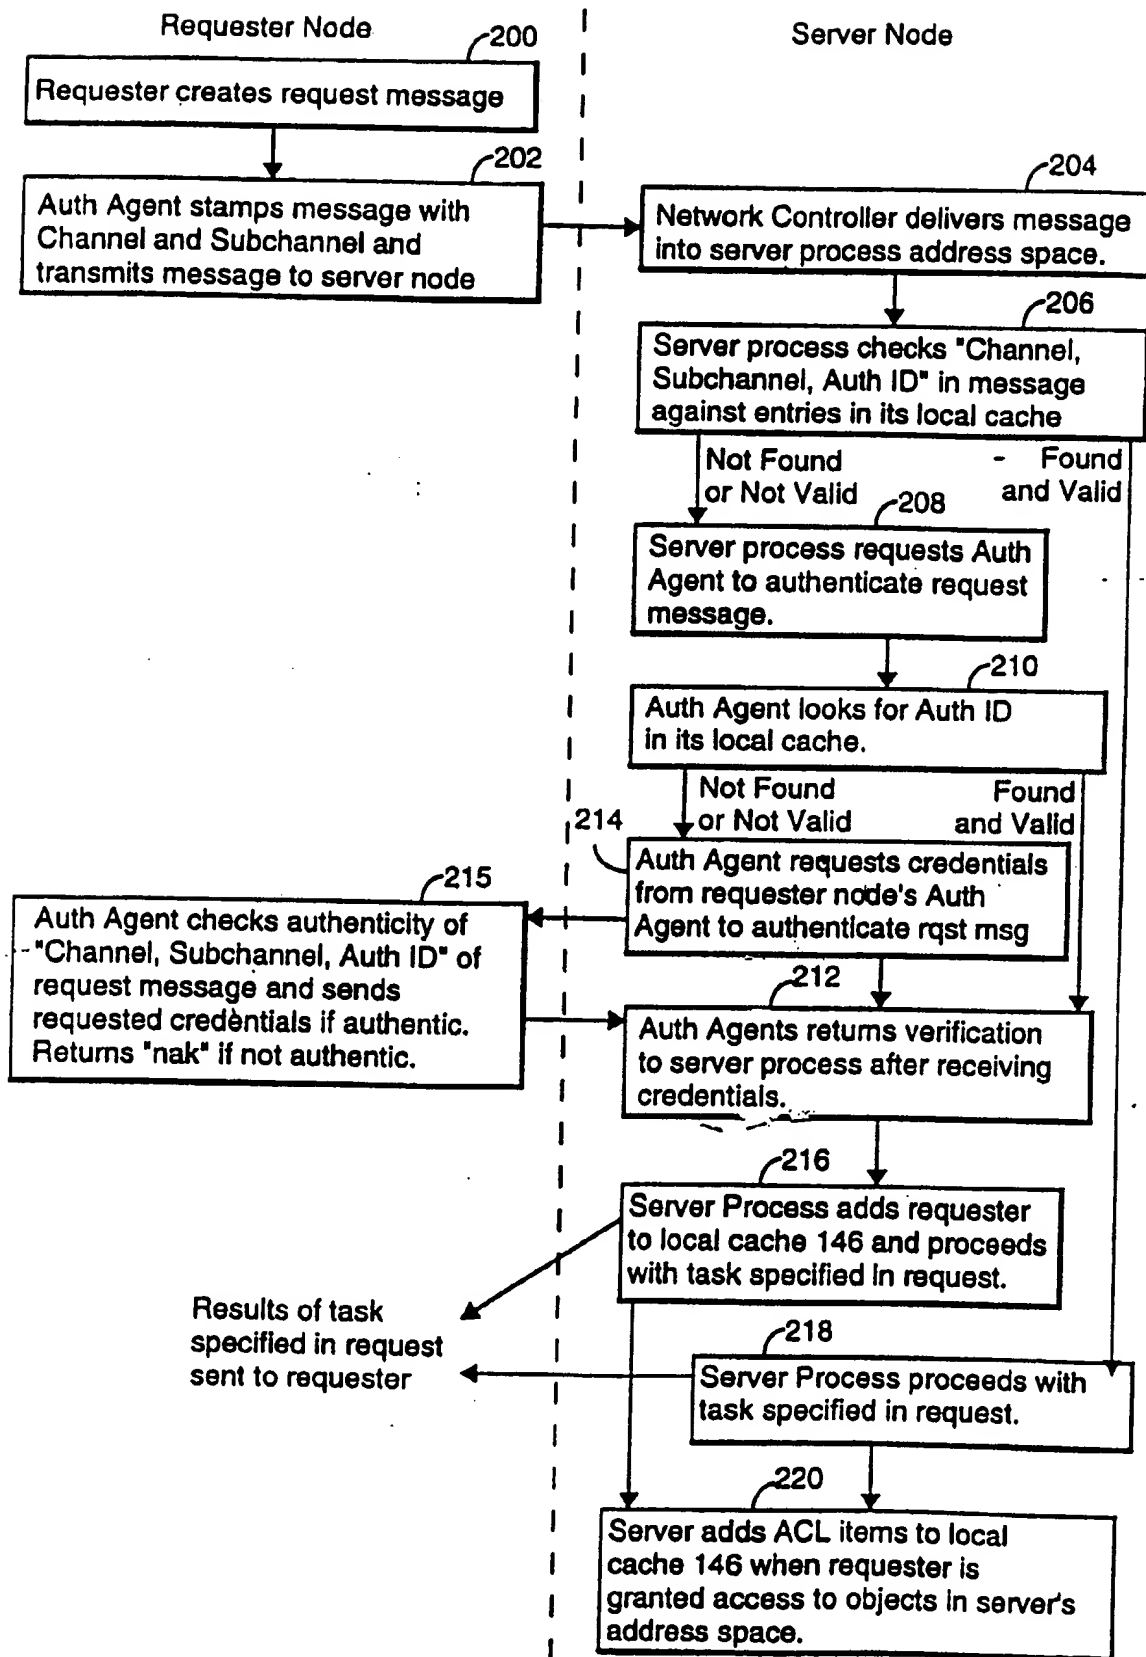 Requester Node
Server Node
200
Requester creates request message
202
Auth Agent stamps message with
Channel and Subchannel and
transmits message to server node
204
Network Controller delivers message
into server process address space.
206
Server process checks "Channel,
Subchannel, Auth ID" in message
against entries in its local cache
Not Found
or Not Valid
Found
and Valid
208
Server process requests Auth
Agent to authenticate request
message.
210
Auth Agent looks for Auth ID
in its local cache.
Not Found
or Not Valid
Found
and Valid
214
Auth Agent requests credentials
from requester node's Auth
Agent to authenticate rqst msg
215
Auth Agent checks authenticity of
"Channel, Subchannel, Auth ID" of
request message and sends
requested credentials if authentic.
Returns "nak" if not authentic.
212
Auth Agents returns verification
to server process after receiving
credentials.
216
Server Process adds requester
to local cache 146 and proceeds
with task specified in request.
Results of task
specified in request
sent to requester
218
Server Process proceeds with
task specified in request.
220
Server adds ACL items to local
cache 146 when requester is
granted access to objects in server's
address space.